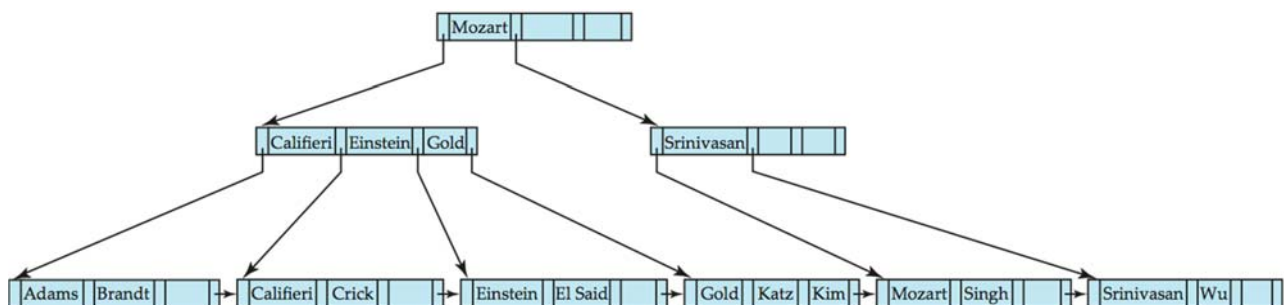 Mozart
Califieri Einstein Gold Srinivasan
Adams Brandt Califieri Crick Einstein El Said Gold Katz Kim Mozart Singh Srinivasan Wu